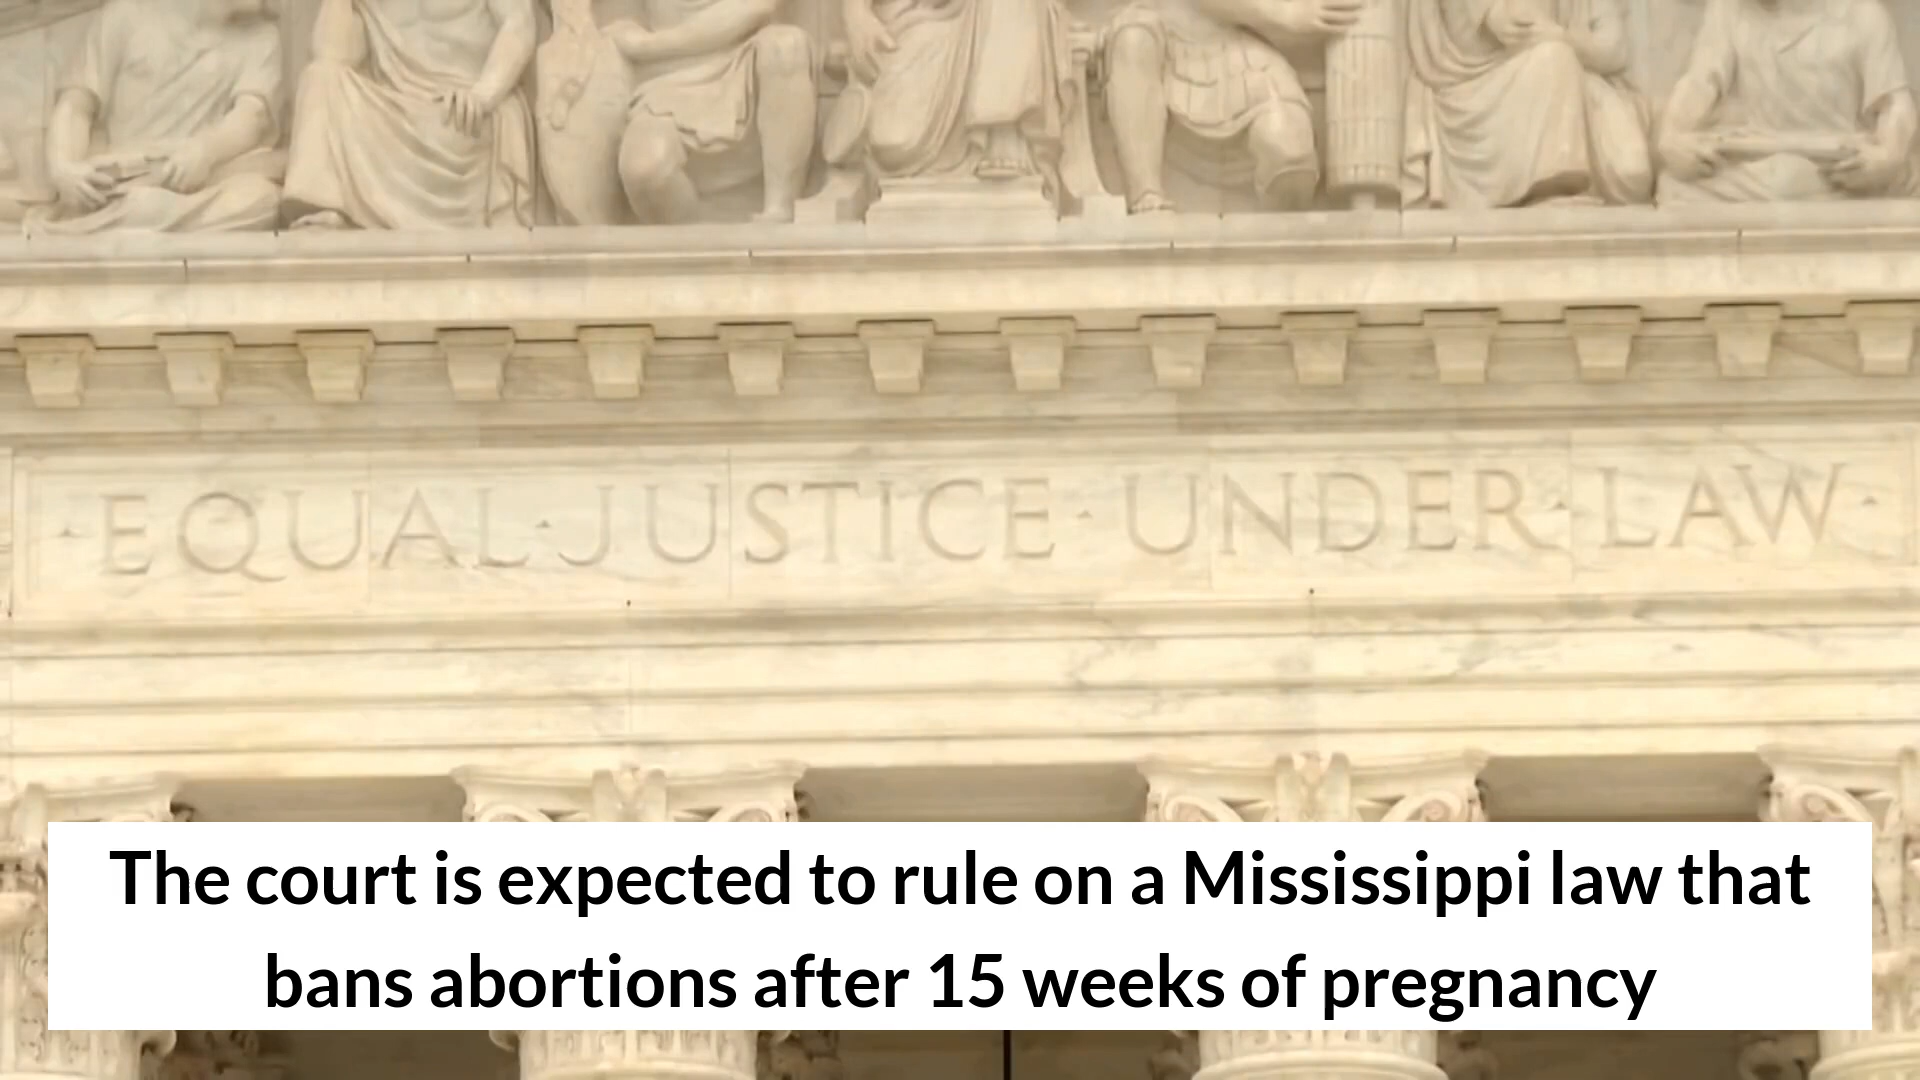 ·EQUAL·JUSTICE·UNDER·LAW·
The court is expected to rule on a Mississippi law that
bans abortions after 15 weeks of pregnancy